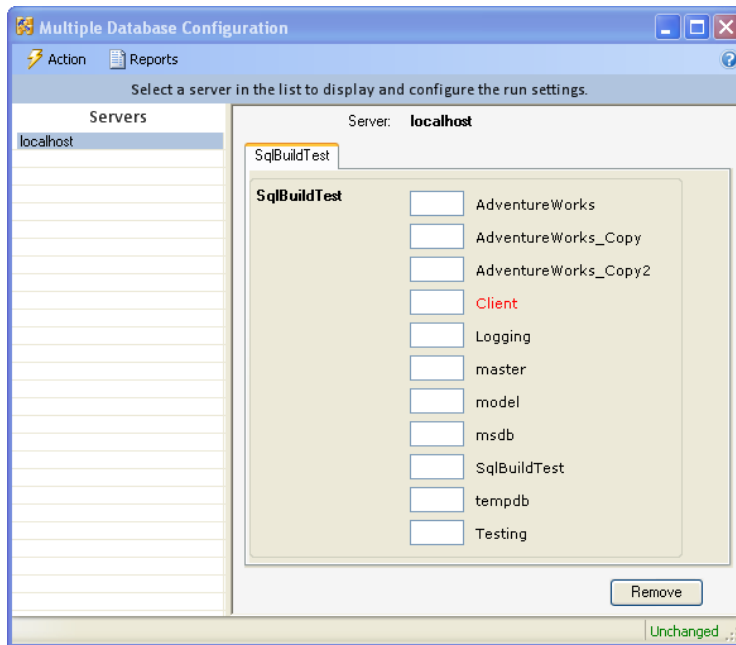 Multiple Database Configuration
Action Reports
Select a server in the list to display and configure the run settings.
Servers
localhost
Server: localhost
SqlBuildTest
SqlBuildTest
AdventureWorks
AdventureWorks_Copy
AdventureWorks_Copy2
Client
Logging
master
model
msdb
SqlBuildTest
tempdb
Testing
Remove
Unchanged